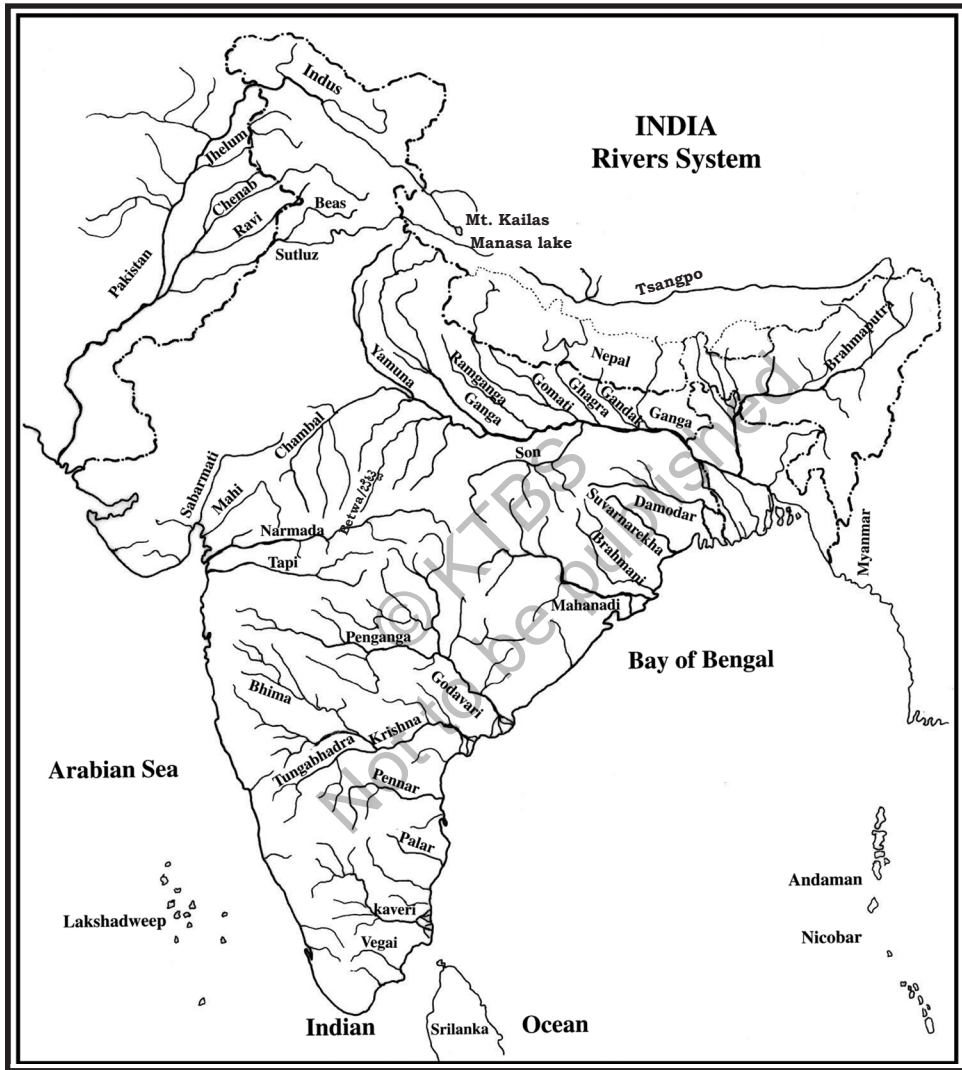 INDIA
Rivers System
Indus
Jhelum
Chenab
Ravi
Beas
Sutluz
Pakistan
Mt. Kailas
Manasa lake
Tsangpo
Brahmaputra
Nepal
Yamuna
Ramganga
Ganga
Gomati
Ghagra
Gandak
Ganga
Chambal
Son
Sabarmati
Mahi
Betwa/ಬೆಟ್ವ
Narmada
Tapi
Damodar
Suvarnarekha
Brahmani
Mahanadi
Myanmar
Penganga
Godavari
Bay of Bengal
Bhima
Krishna
Tungabhadra
Arabian Sea
Pennar
Palar
Andaman
Lakshadweep
kaveri
Nicobar
Vegai
Indian
Srilanka
Ocean
© KTBS
Not to be published